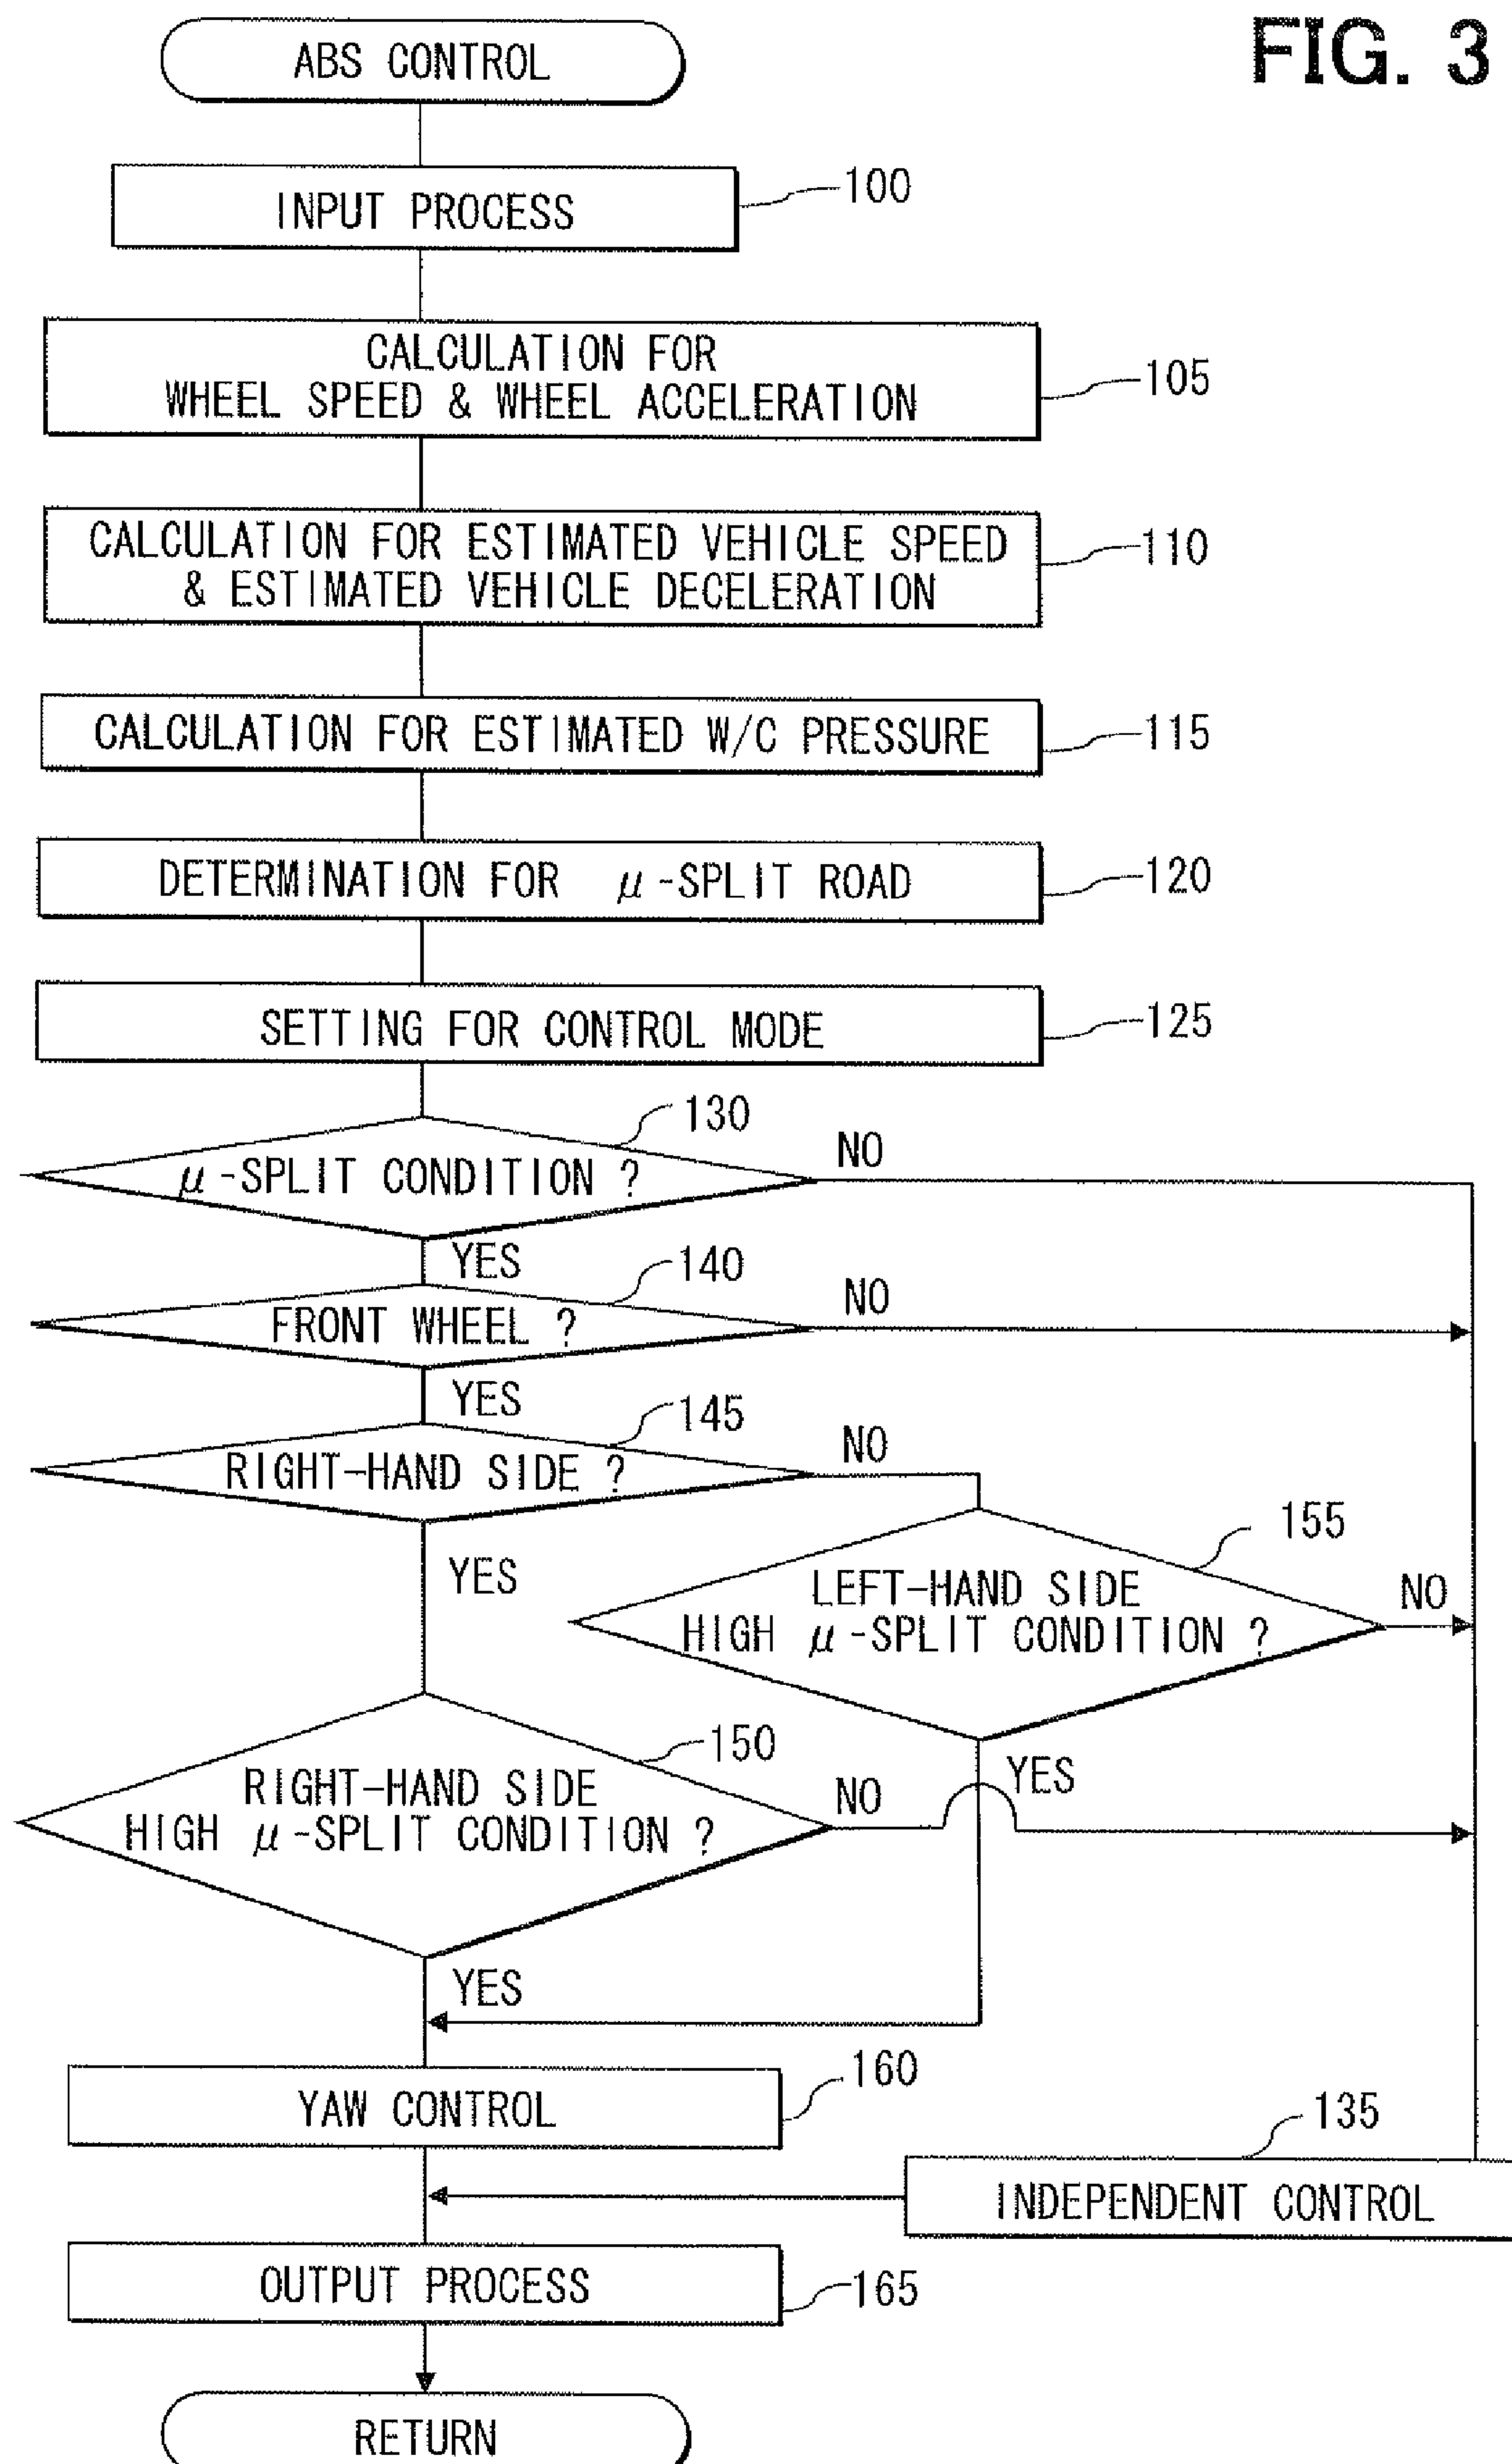 FIG. 3
ABS CONTROL
INPUT PROCESS
100
CALCULATION FOR
WHEEL SPEED & WHEEL ACCELERATION
105
CALCULATION FOR ESTIMATED VEHICLE SPEED
& ESTIMATED VEHICLE DECELERATION
110
CALCULATION FOR ESTIMATED W/C PRESSURE
115
DETERMINATION FOR μ-SPLIT ROAD
120
SETTING FOR CONTROL MODE
125
130
μ-SPLIT CONDITION ?
NO
YES
140
FRONT WHEEL ?
NO
YES
145
RIGHT-HAND SIDE ?
NO
YES
155
LEFT-HAND SIDE
HIGH μ-SPLIT CONDITION ?
NO
YES
150
RIGHT-HAND SIDE
HIGH μ-SPLIT CONDITION ?
NO
YES
160
YAW CONTROL
135
INDEPENDENT CONTROL
OUTPUT PROCESS
165
RETURN